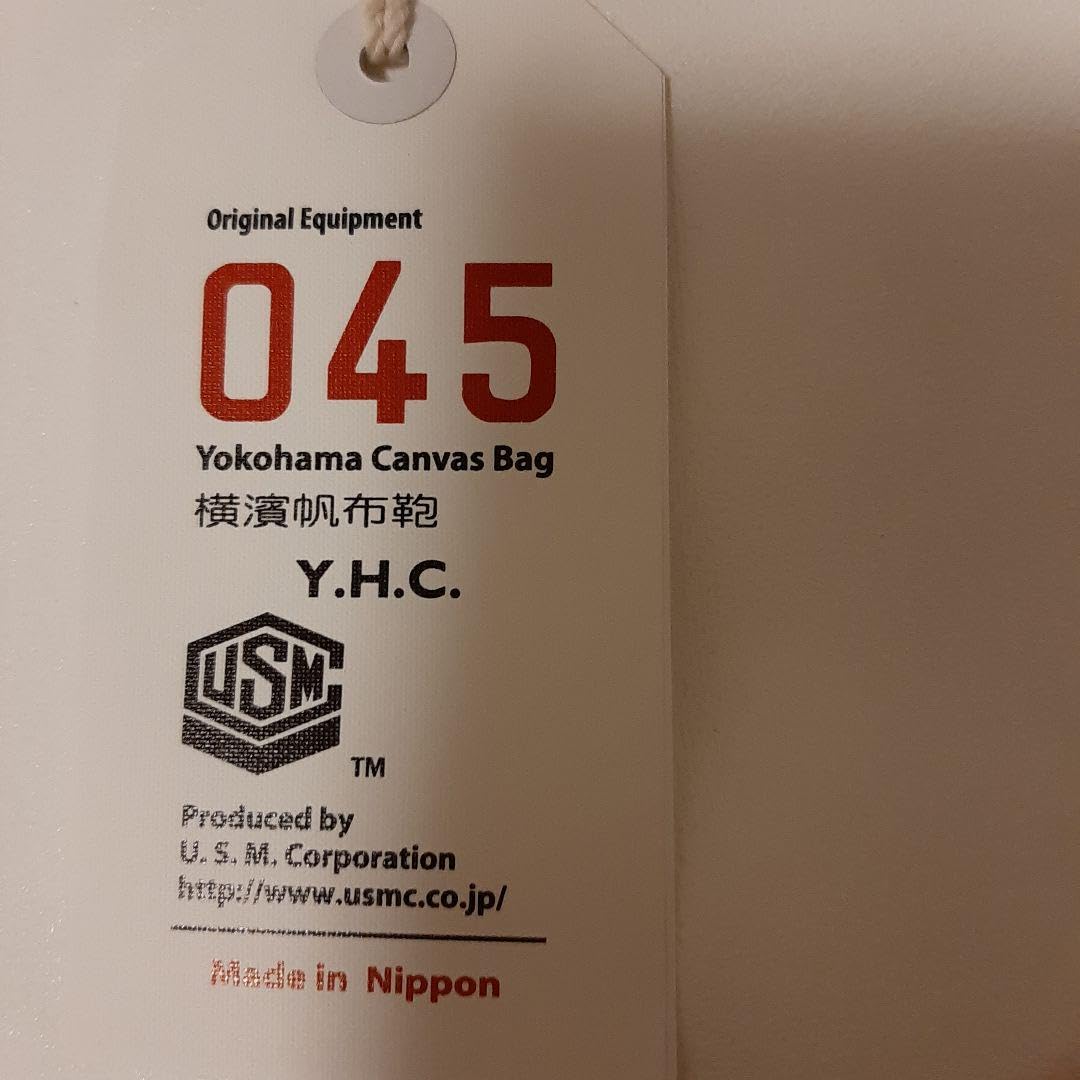 Original Equipment
045
Yokohama Canvas Bag
横濱帆布鞄
Y.H.C.
USMC
TM
Produced by
U. S. M. Corporation
http://www.usmc.co.jp/
Made in Nippon